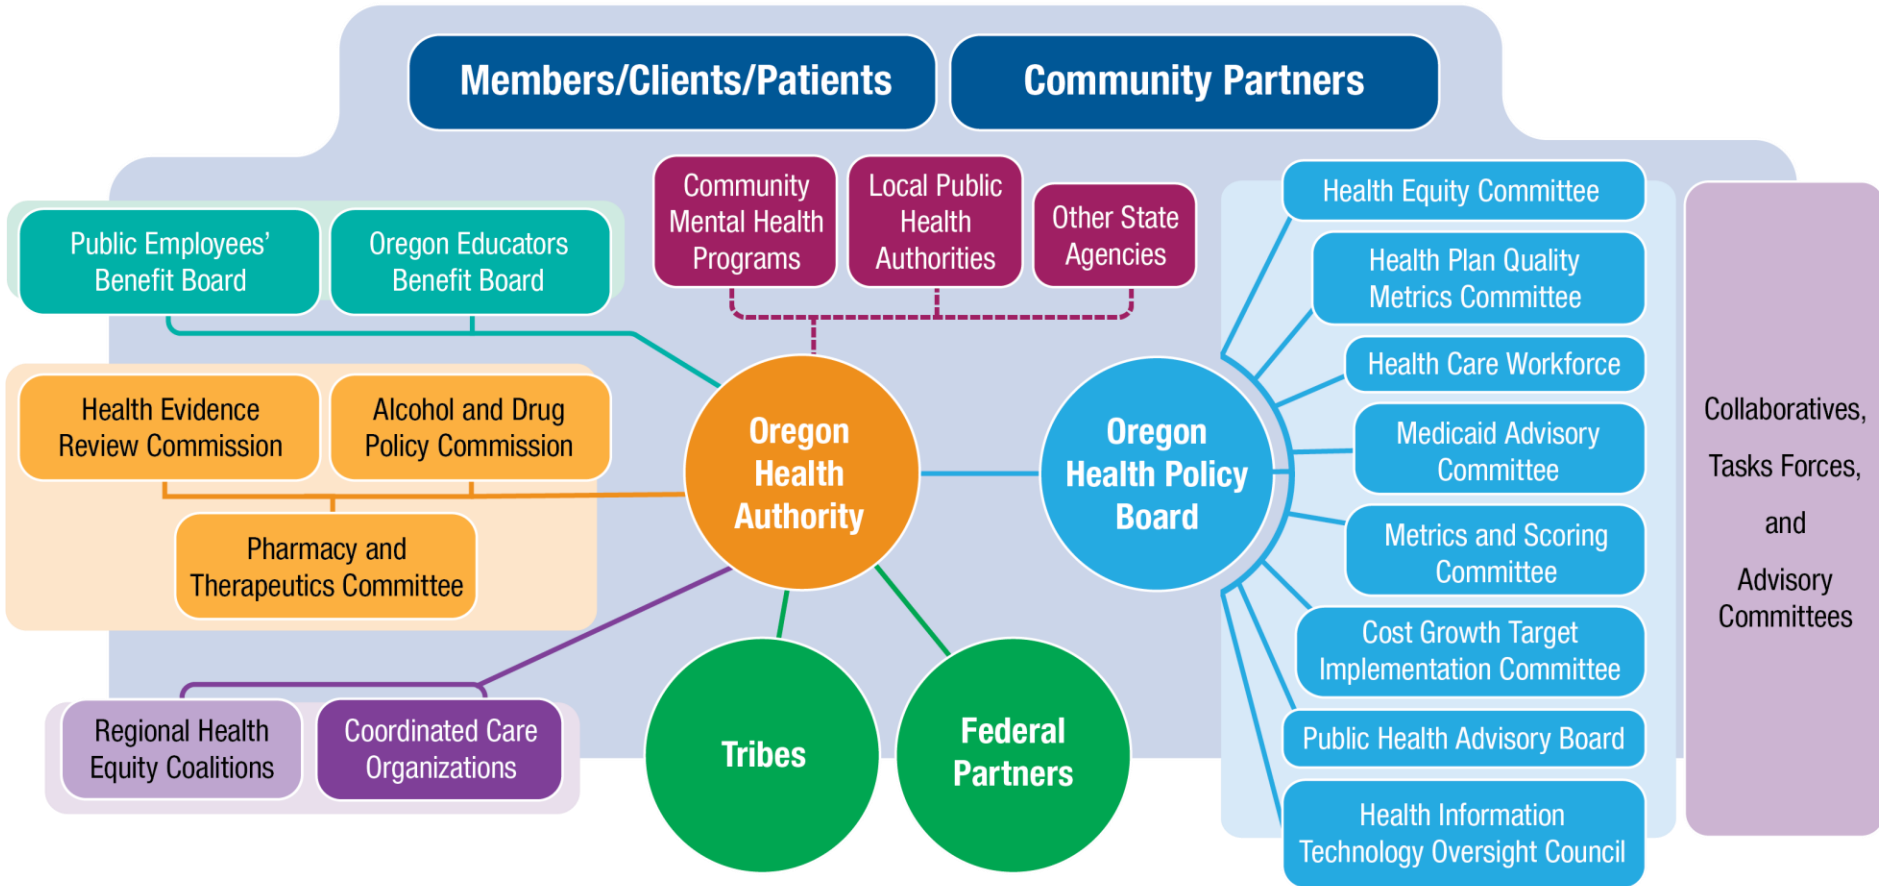 Members/Clients/Patients
Community Partners
Community
Mental Health
Programs
Local Public
Health
Authorities
Other State
Agencies
Public Employees’
Benefit Board
Oregon Educators
Benefit Board
Health Evidence
Review Commission
Alcohol and Drug
Policy Commission
Pharmacy and
Therapeutics Committee
Regional Health
Equity Coalitions
Coordinated Care
Organizations
Oregon
Health
Authority
Oregon
Health Policy
Board
Tribes
Federal
Partners
Health Equity Committee
Health Plan Quality
Metrics Committee
Health Care Workforce
Medicaid Advisory
Committee
Metrics and Scoring
Committee
Cost Growth Target
Implementation Committee
Public Health Advisory Board
Health Information
Technology Oversight Council
Collaboratives,
Tasks Forces,
and
Advisory
Committees